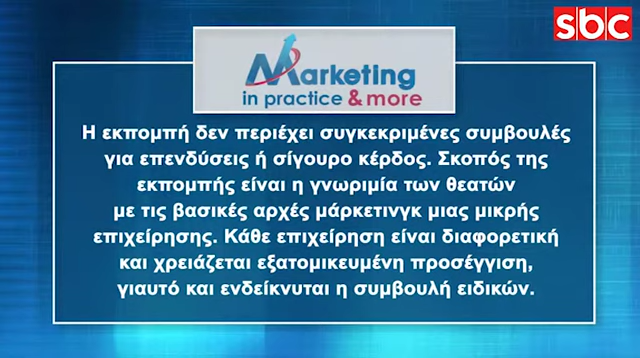 sbc
Marketing
in practice & more
Η εκπομπή δεν περιέχει συγκεκριμένες συμβουλές
για επενδύσεις ή σίγουρο κέρδος. Σκοπός της
εκπομπής είναι η γνωριμία των θεατών
με τις βασικές αρχές μάρκετινγκ μιας μικρής
επιχείρησης. Κάθε επιχείρηση είναι διαφορετική
και χρειάζεται εξατομικευμένη προσέγγιση,
γιαυτό και ενδείκνυται η συμβουλή ειδικών.